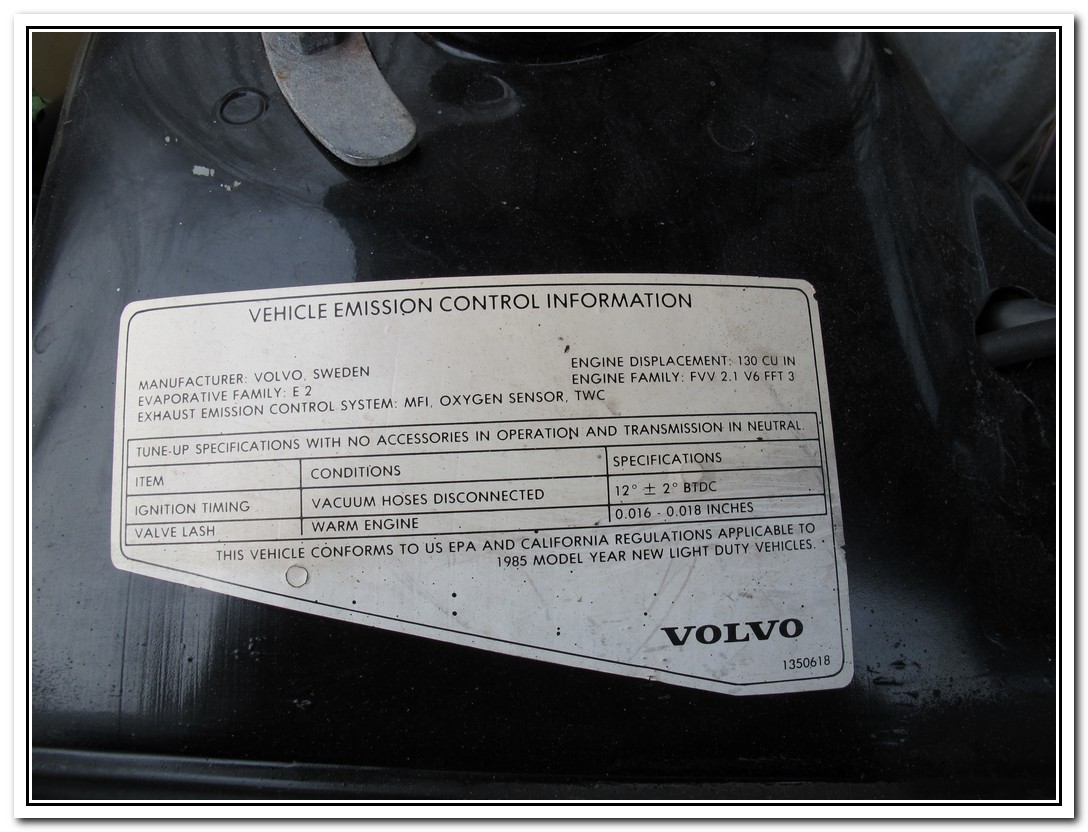 VEHICLE EMISSION CONTROL INFORMATION
MANUFACTURER: VOLVO, SWEDEN
EVAPORATIVE FAMILY: E 2
EXHAUST EMISSION CONTROL SYSTEM: MFI, OXYGEN SENSOR, TWC
ENGINE DISPLACEMENT: 130 CU IN
ENGINE FAMILY: FVV 2.1 V6 FFT 3
TUNE-UP SPECIFICATIONS WITH NO ACCESSORIES IN OPERATION AND TRANSMISSION IN NEUTRAL.
ITEM CONDITIONS SPECIFICATIONS
IGNITION TIMING VACUUM HOSES DISCONNECTED 12° ± 2° BTDC
VALVE LASH WARM ENGINE 0.016 - 0.018 INCHES
THIS VEHICLE CONFORMS TO US EPA AND CALIFORNIA REGULATIONS APPLICABLE TO
1985 MODEL YEAR NEW LIGHT DUTY VEHICLES.
VOLVO
1350618